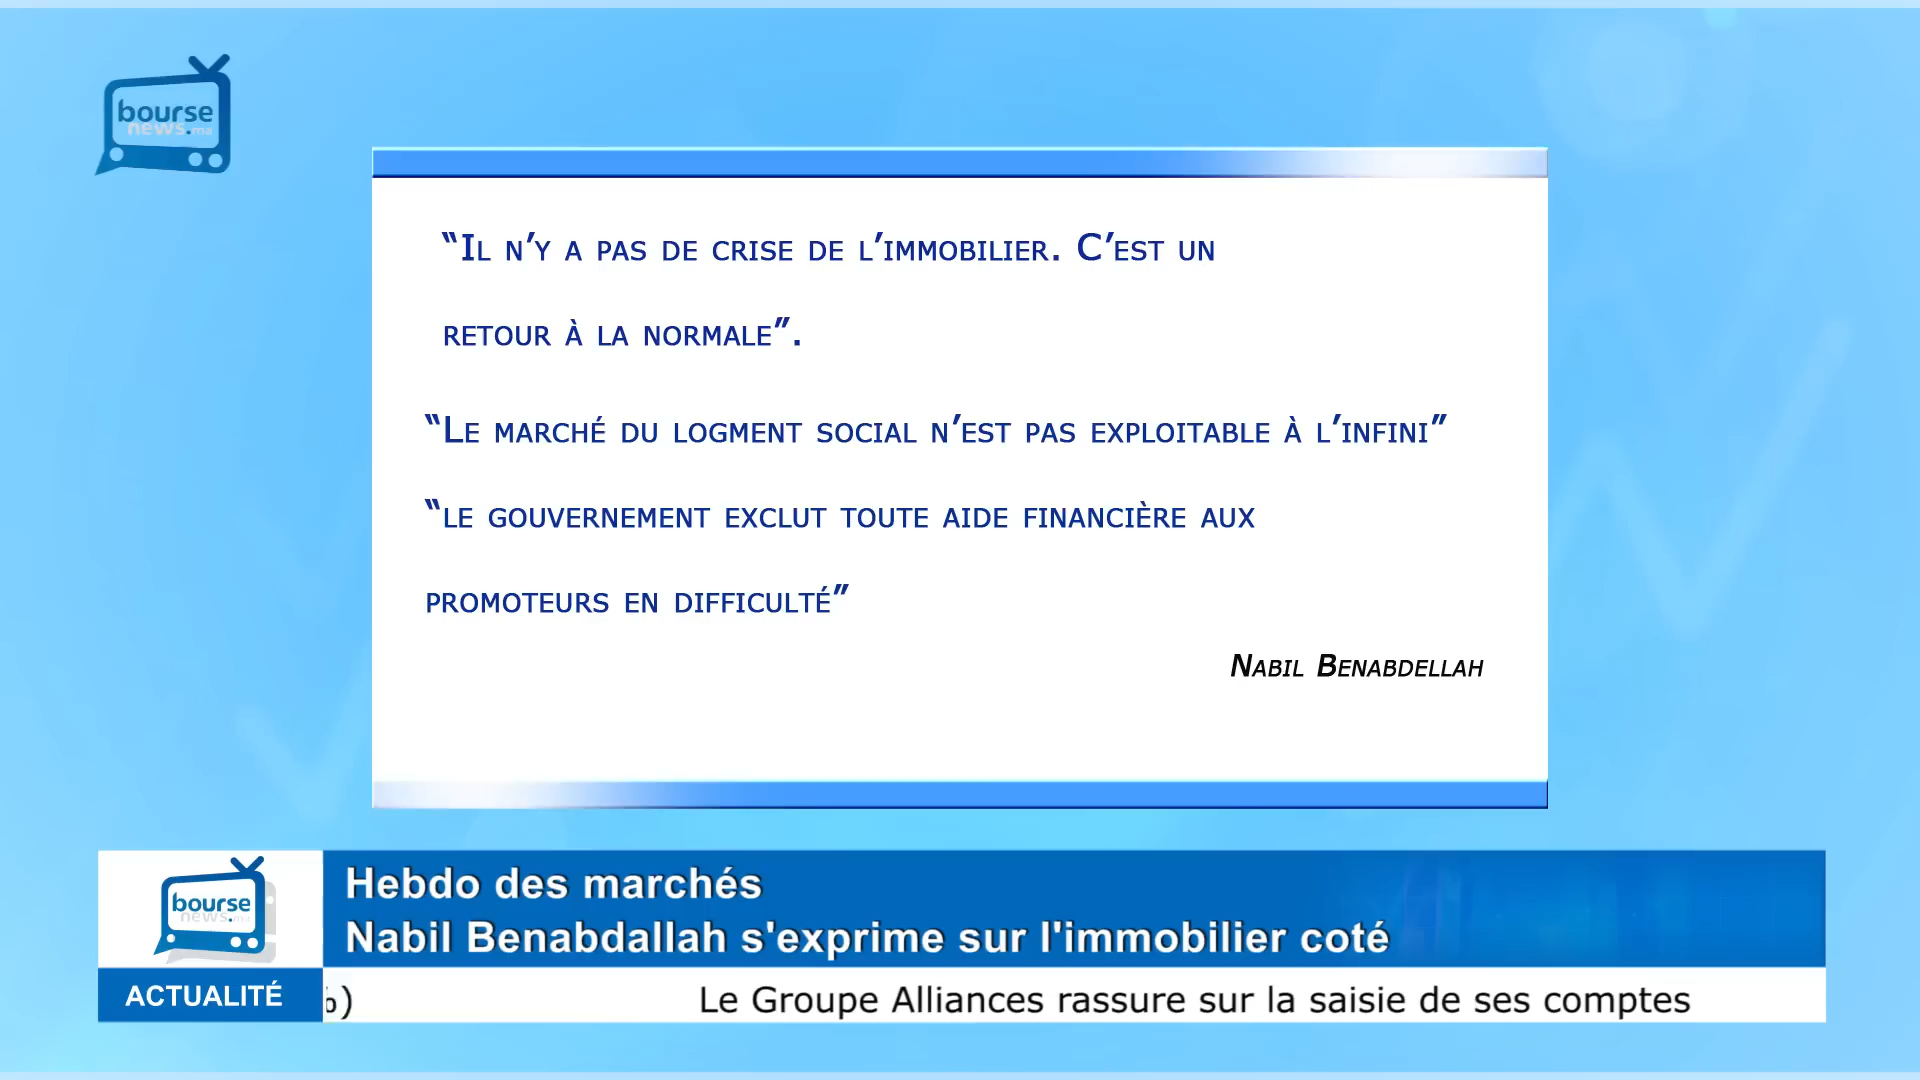 bourse
news.ma
“Il n’y a pas de crise de l’immobilier. C’est un
retour à la normale”.
“Le marché du logment social n’est pas exploitable à l’infini”
“le gouvernement exclut toute aide financière aux
promoteurs en difficulté”
Nabil Benabdellah
bourse
news.ma
Hebdo des marchés
Nabil Benabdallah s'exprime sur l'immobilier coté
ACTUALITÉ
%) Le Groupe Alliances rassure sur la saisie de ses comptes